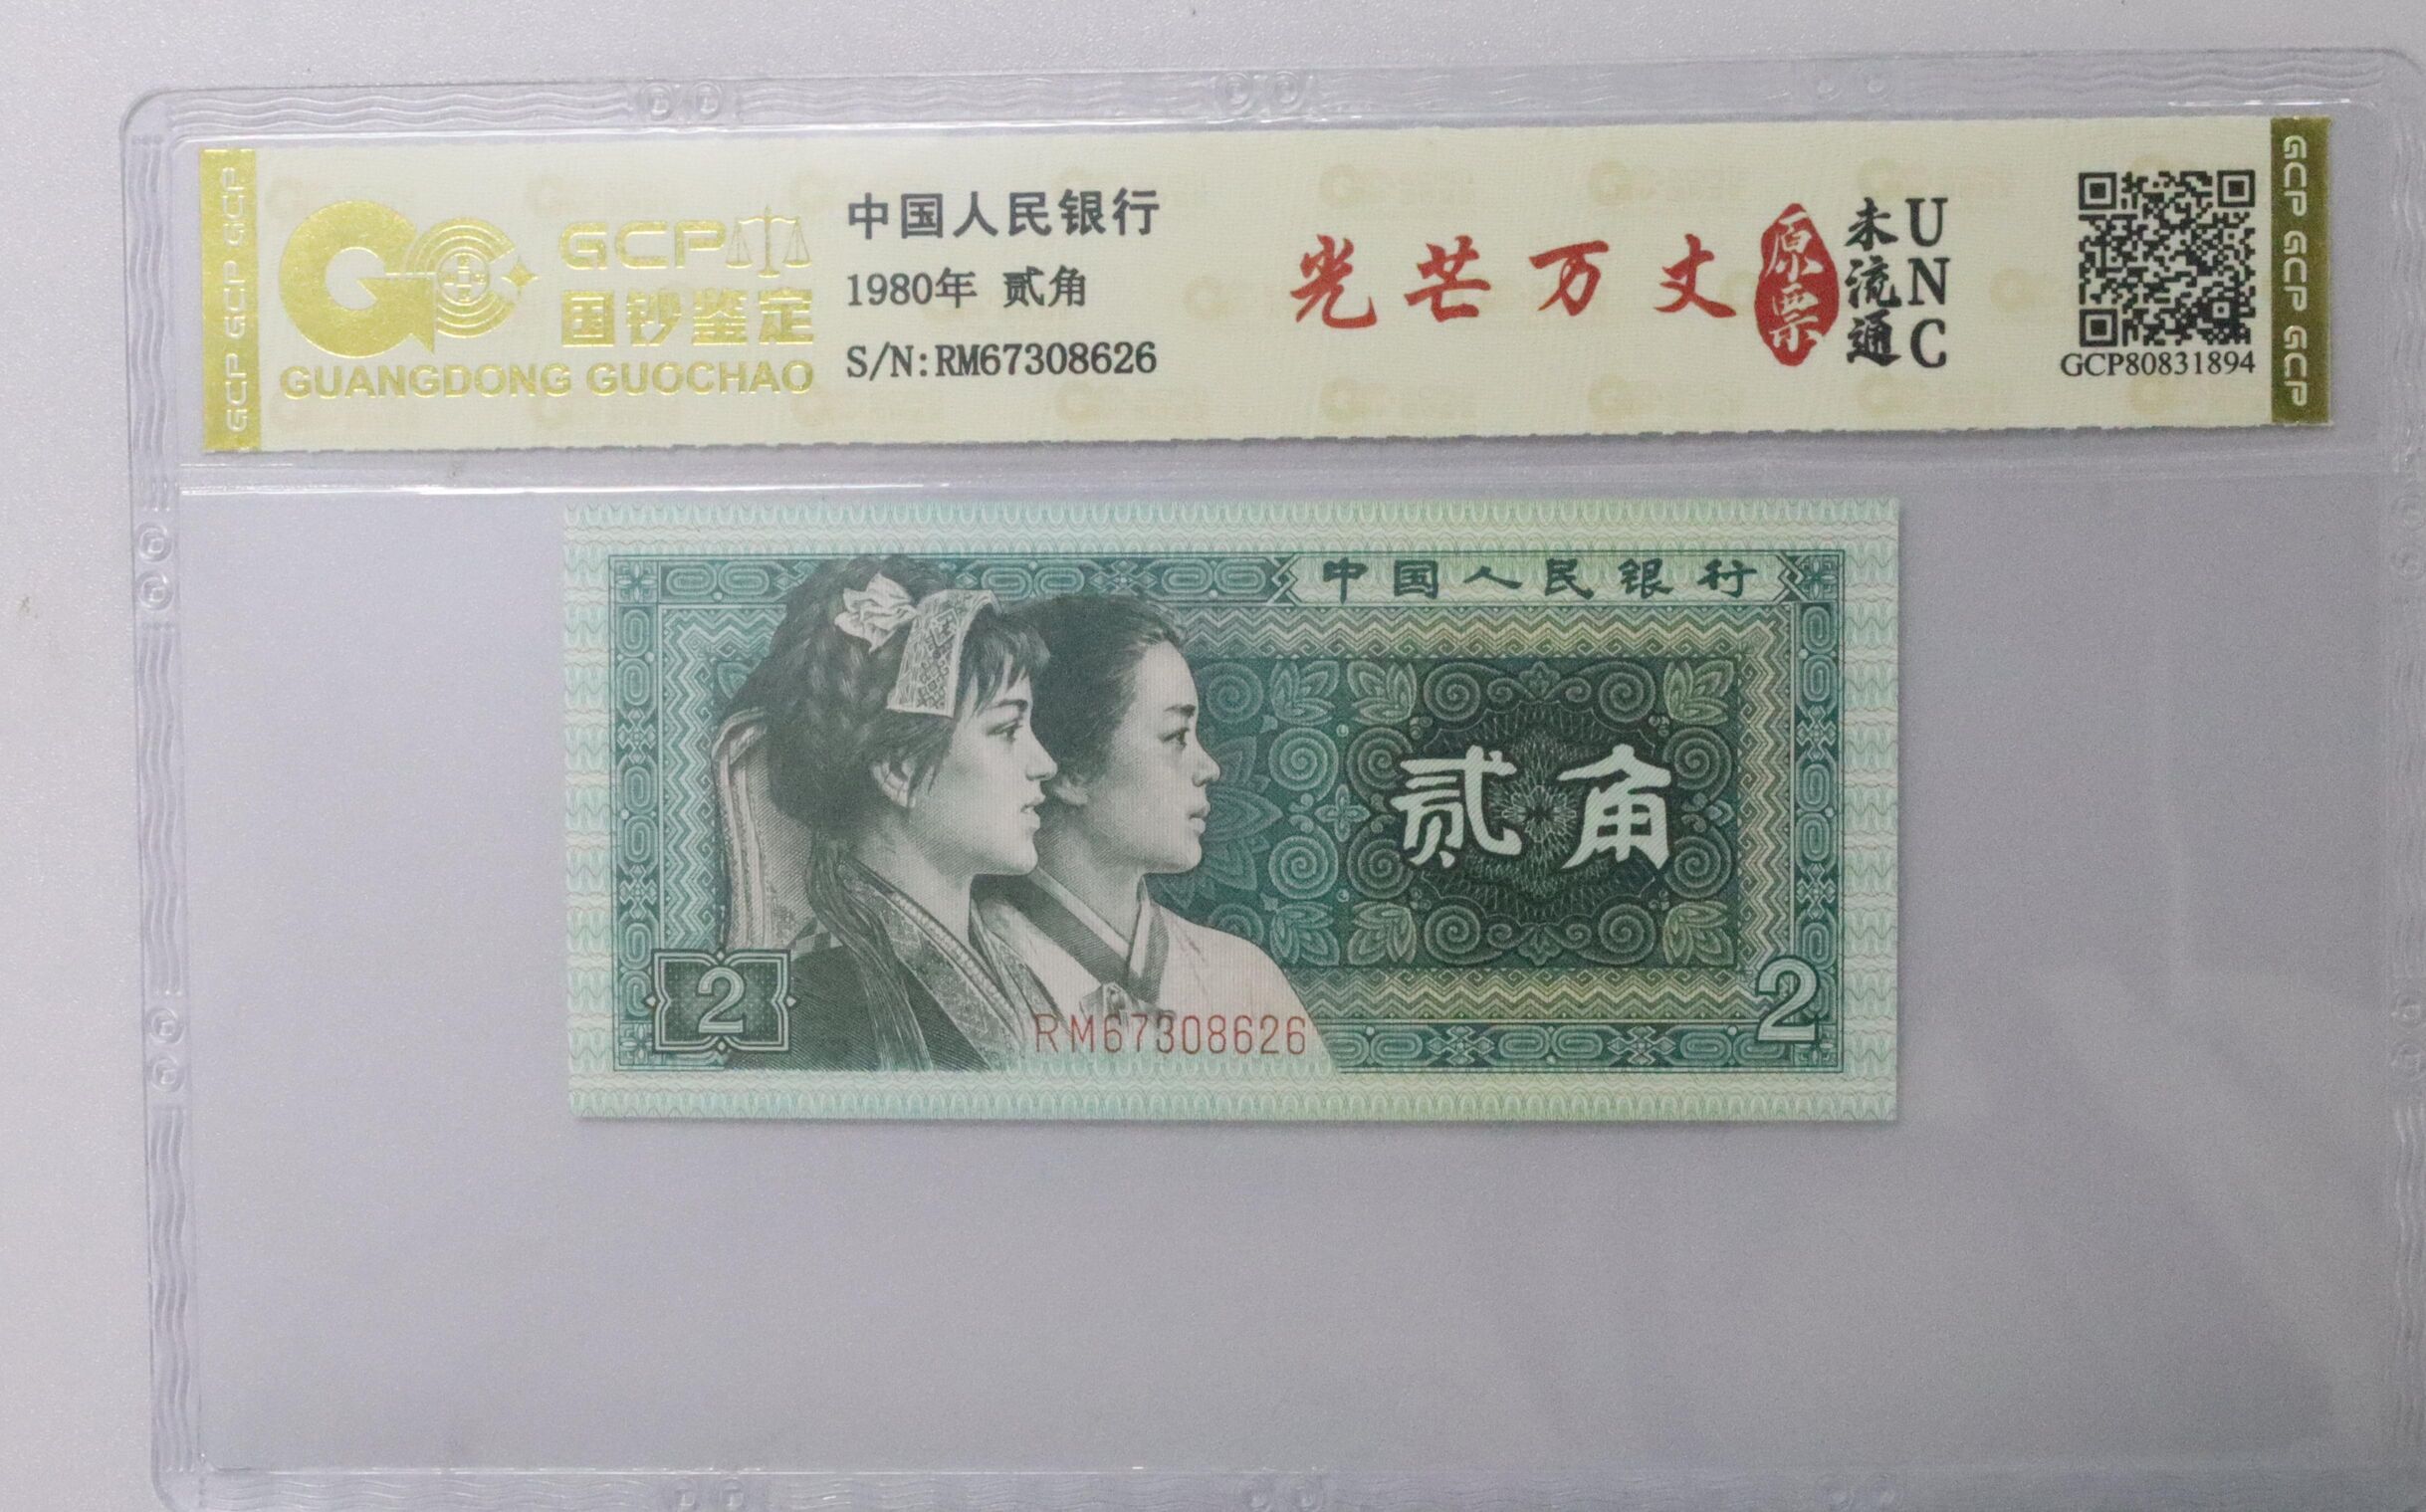 GCP GCP GCP
GCP
国钞鉴定
GUANGDONG GUOCHAO
中国人民银行
1980年 贰角
S/N:RM67308626
光芒万丈
原票
未流通
UNC
GCP80831894
GCP GCP GCP
中国人民银行
贰角
2
2
RM67308626